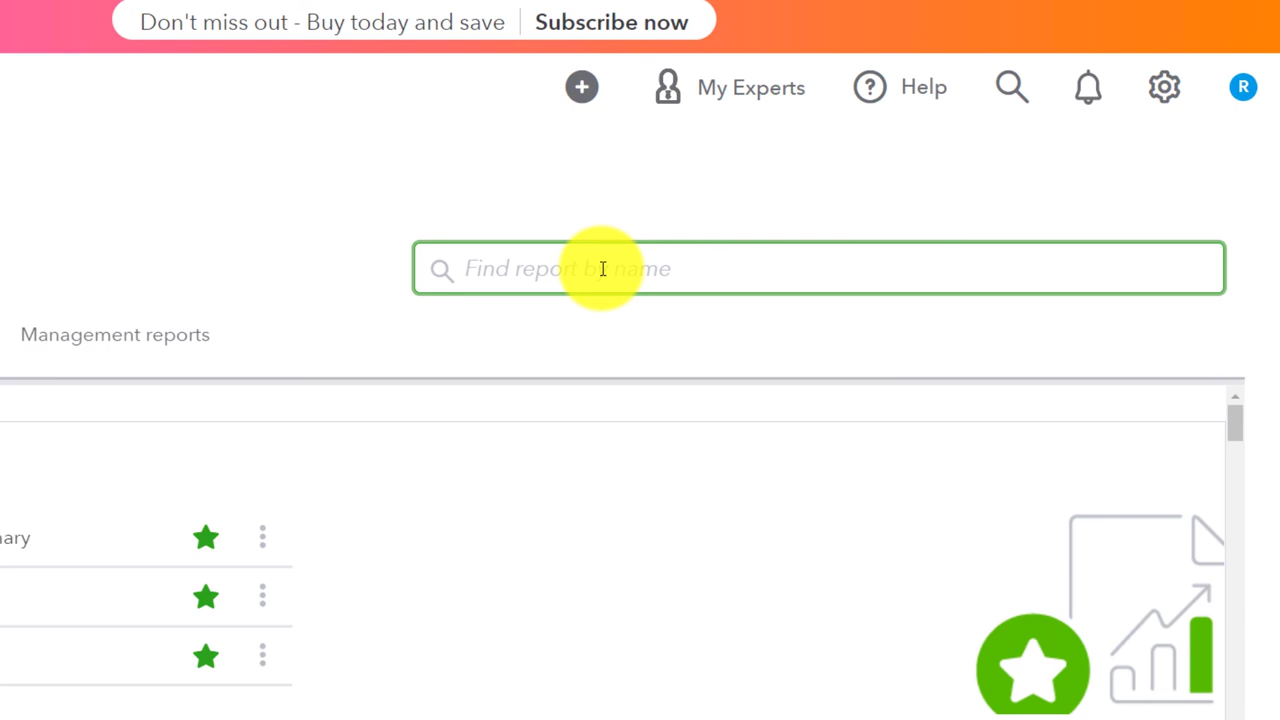 Don't miss out - Buy today and save Subscribe now
My Experts Help R
Find report by name
Management reports
nary